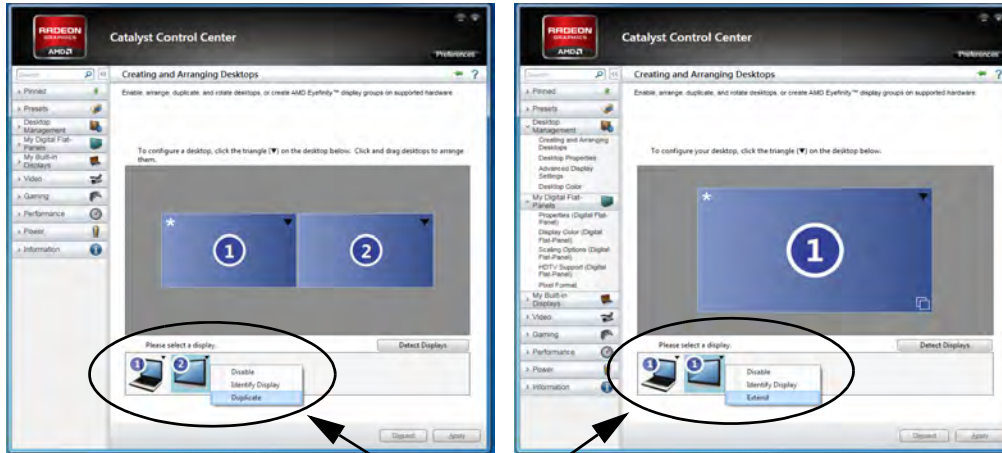 RADEON
GRAPHICS
AMD
Catalyst Control Center
Preferences
Search
Creating and Arranging Desktops
?
Pinned
Presets
Desktop
Management
My Digital Flat-
Panels
My Built-in
Displays
Video
Gaming
Performance
Power
Information
Enable, arrange, duplicate, and rotate desktops, or create AMD Eyefinity™ display groups on supported hardware.
To configure a desktop, click the triangle (▼) on the desktop below. Click and drag desktops to arrange
them.
*
1
2
Please select a display.
Detect Displays
1
2
Disable
Identify Display
Duplicate
Discard
Apply
RADEON
GRAPHICS
AMD
Catalyst Control Center
Preferences
Search
Creating and Arranging Desktops
?
Pinned
Presets
Desktop
Management
Creating and Arranging
Desktops
Desktop Properties
Advanced Display
Settings
Desktop Color
My Digital Flat-
Panels
Properties (Digital Flat-
Panel)
Display Color (Digital
Flat-Panel)
Scaling Options (Digital
Flat-Panel)
HDTV Support (Digital
Flat-Panel)
Pixel Format
My Built-in
Displays
Video
Gaming
Performance
Power
Information
Enable, arrange, duplicate, and rotate desktops, or create AMD Eyefinity™ display groups on supported hardware.
To configure your desktop, click the triangle (▼) on the desktop below.
*
1
Please select a display.
Detect Displays
1
1
Disable
Identify Display
Extend
Discard
Apply